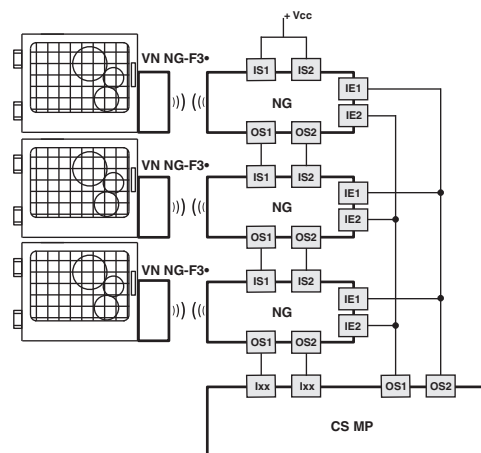 + Vcc
VN NG-F3•
IS1 IS2
NG
IE1
IE2
OS1 OS2
VN NG-F3•
IS1 IS2
NG
IE1
IE2
OS1 OS2
VN NG-F3•
IS1 IS2
NG
IE1
IE2
OS1 OS2
Ixx Ixx OS1 OS2
CS MP